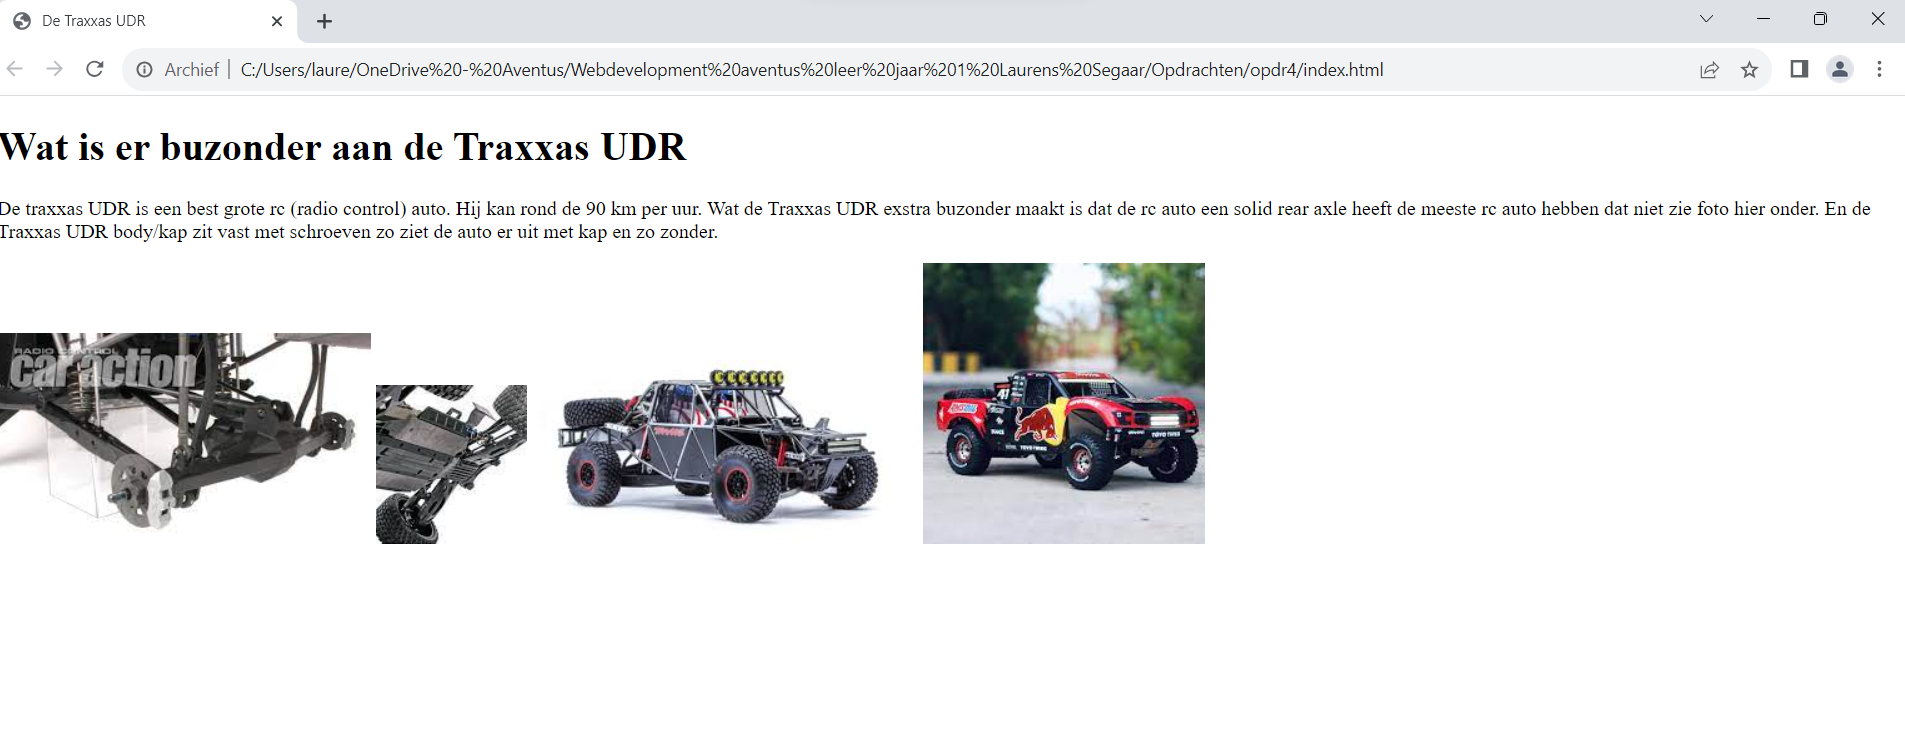 De Traxxas UDR
Archief | C:/Users/laure/OneDrive%20-%20Aventus/Webdevelopment%20aventus%20leer%20jaar%201%20Laurens%20Segaar/Opdrachten/opdr4/index.html
Wat is er buzonder aan de Traxxas UDR
De traxxas UDR is een best grote rc (radio control) auto. Hij kan rond de 90 km per uur. Wat de Traxxas UDR exstra buzonder maakt is dat de rc auto een solid rear axle heeft de meeste rc auto hebben dat niet zie foto hier onder. En de
Traxxas UDR body/kap zit vast met schroeven zo ziet de auto er uit met kap en zo zonder.
RADIO CONTROL
car action
TRAXXAS
41
TOYO TIRES